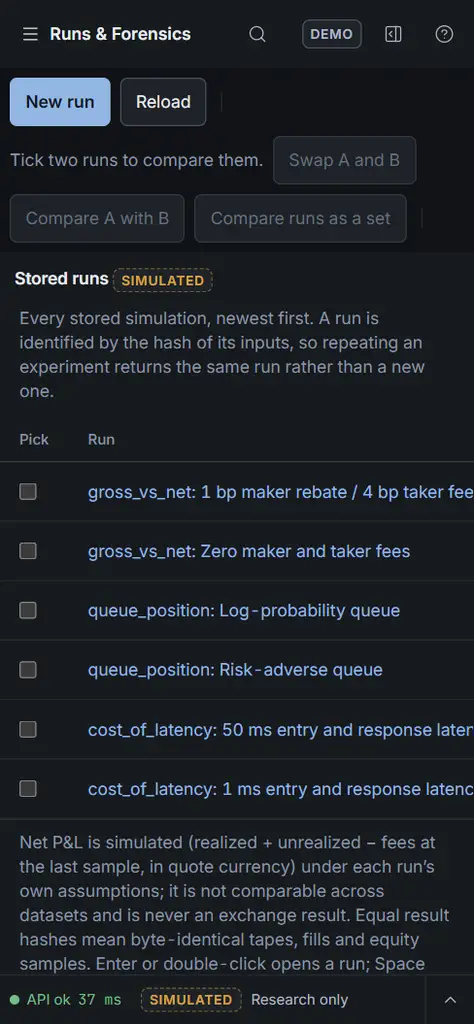 Runs & Forensics
DEMO
New run
Reload
Tick two runs to compare them.
Swap A and B
Compare A with B
Compare runs as a set
Stored runs SIMULATED
Every stored simulation, newest first. A run is
identified by the hash of its inputs, so repeating an
experiment returns the same run rather than a new
one.
Pick Run
gross_vs_net: 1 bp maker rebate / 4 bp taker fee
gross_vs_net: Zero maker and taker fees
queue_position: Log-probability queue
queue_position: Risk-adverse queue
cost_of_latency: 50 ms entry and response laten
cost_of_latency: 1 ms entry and response latenc
Net P&L is simulated (realized + unrealized − fees at
the last sample, in quote currency) under each run’s
own assumptions; it is not comparable across
datasets and is never an exchange result. Equal result
hashes mean byte-identical tapes, fills and equity
samples. Enter or double-click opens a run; Space
API ok 37 ms SIMULATED Research only